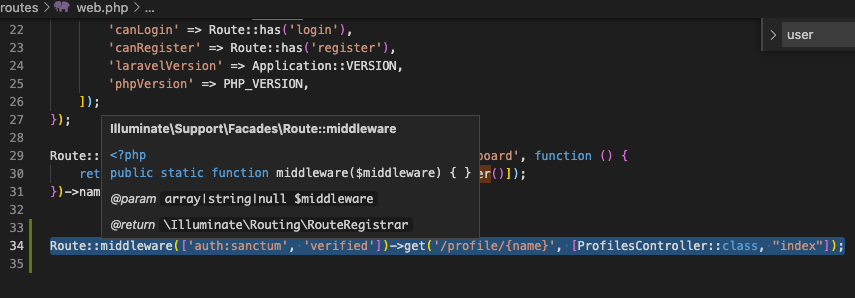 routes > web.php > ...
22 'canLogin' => Route::has('login'),
> user
23 'canRegister' => Route::has('register'),
24 'laravelVersion' => Application::VERSION,
25 'phpVersion' => PHP_VERSION,
26 ]);
27 });
28
Illuminate\Support\Facades\Route::middleware
<?php
public static function middleware($middleware) { }
@param array|string|null $middleware
@return \Illuminate\Routing\RouteRegistrar
29 Route:: board', function () {
30 ret er()]);
31 })->nam
32
33
34 Route::middleware(['auth:sanctum', 'verified'])->get('/profile/{name}', [ProfilesController::class, "index"]);
35